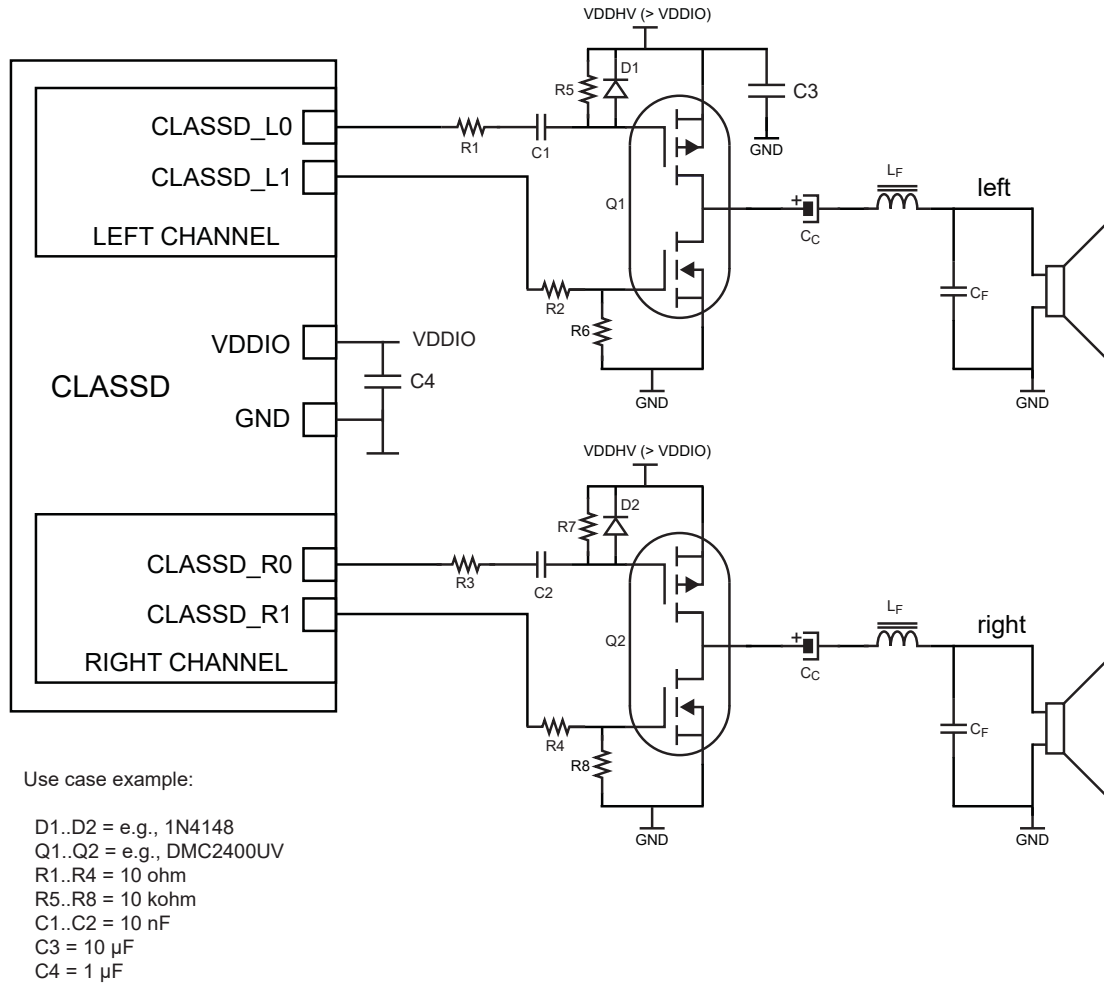 VDDHV (> VDDIO)
D1
R5
C3
CLASSD_L0
R1
C1
GND
CLASSD_L1
LF
left
Q1
LEFT CHANNEL
CC
CF
R2
R6
VDDIO
VDDIO
CLASSD
C4
GND
GND
GND
VDDHV (> VDDIO)
D2
R7
CLASSD_R0
R3
C2
CLASSD_R1
LF
right
Q2
RIGHT CHANNEL
CC
CF
R4
R8
GND
GND
Use case example:
D1..D2 = e.g., 1N4148
Q1..Q2 = e.g., DMC2400UV
R1..R4 = 10 ohm
R5..R8 = 10 kohm
C1..C2 = 10 nF
C3 = 10 µF
C4 = 1 µF
+
+